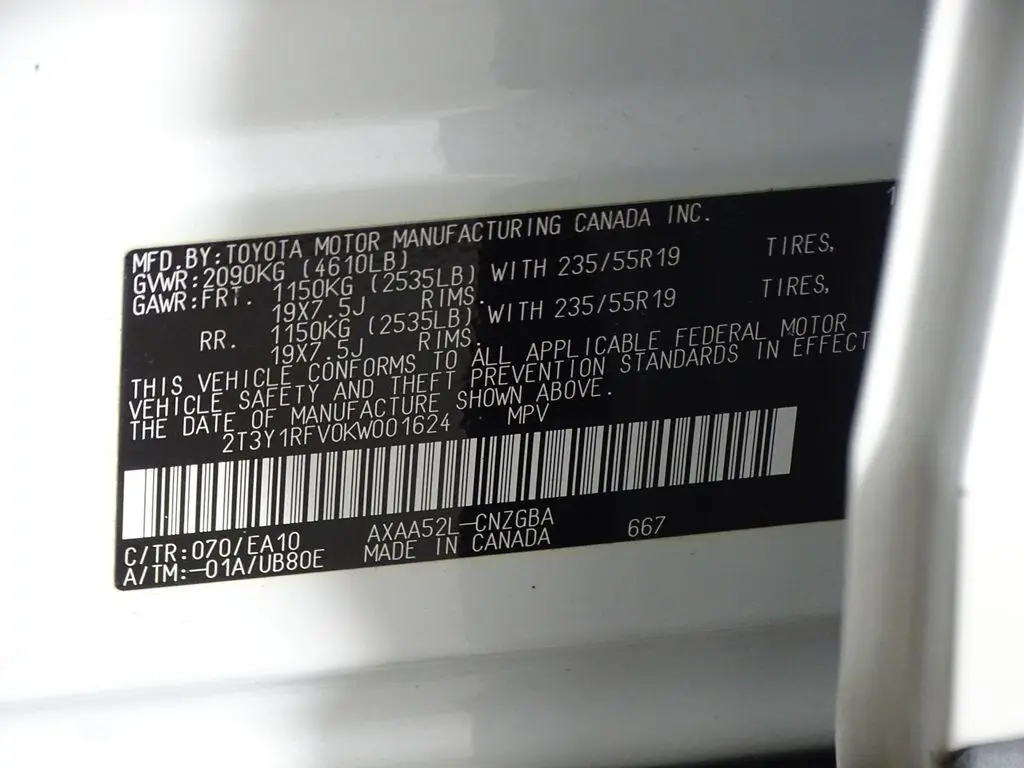 MFD.BY:TOYOTA MOTOR MANUFACTURING CANADA INC.
GVWR:2090KG (4610LB)
GAWR:FRT. 1150KG (2535LB) WITH 235/55R19 TIRES,
19X7.5J RIMS.
RR. 1150KG (2535LB) WITH 235/55R19 TIRES,
19X7.5J RIMS.
THIS VEHICLE CONFORMS TO ALL APPLICABLE FEDERAL MOTOR
VEHICLE SAFETY AND THEFT PREVENTION STANDARDS IN EFFECT
THE DATE OF MANUFACTURE SHOWN ABOVE.
2T3Y1RFV0KW001624 MPV
C/TR:070/EA10 AXAA52L-CNZGBA 667
A/TM:-01A/UB80E MADE IN CANADA